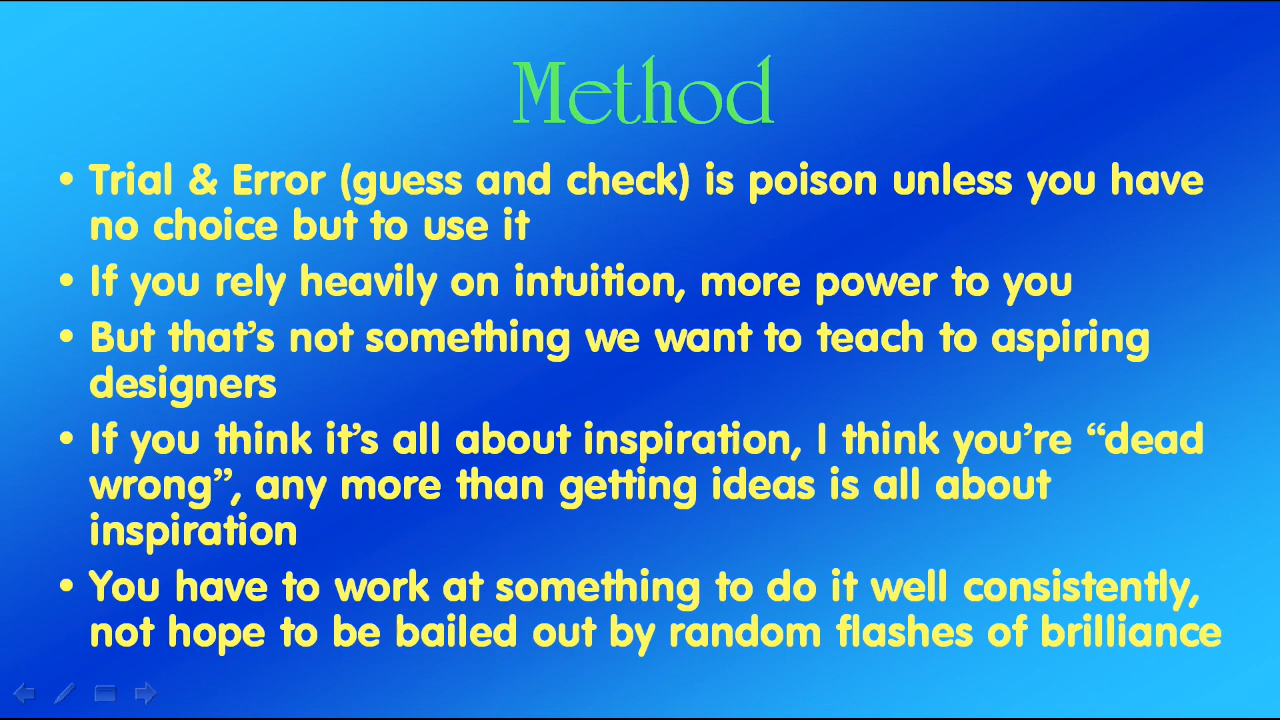 Method
• Trial & Error (guess and check) is poison unless you have
no choice but to use it
• If you rely heavily on intuition, more power to you
• But that’s not something we want to teach to aspiring
designers
• If you think it’s all about inspiration, I think you’re “dead
wrong”, any more than getting ideas is all about
inspiration
• You have to work at something to do it well consistently,
not hope to be bailed out by random flashes of brilliance